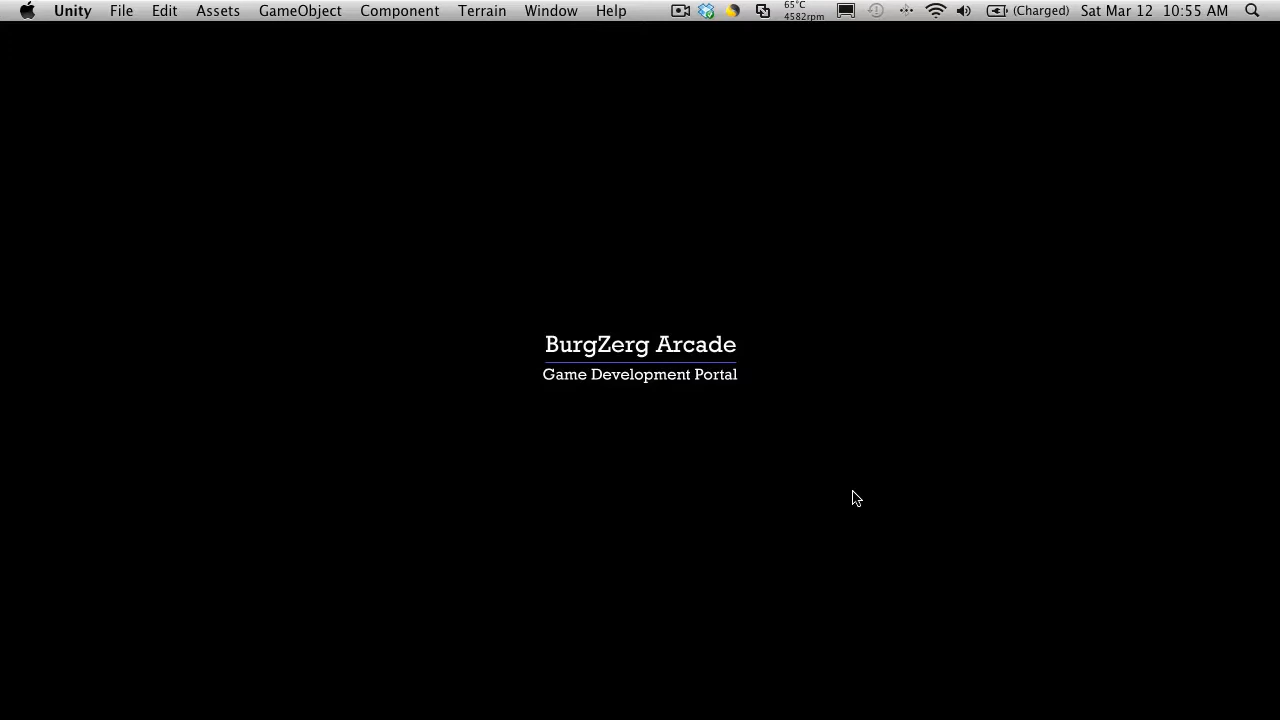 Unity File Edit Assets GameObject Component Terrain Window Help 65°C 4582rpm (Charged) Sat Mar 12 10:55 AM
BurgZerg Arcade
Game Development Portal